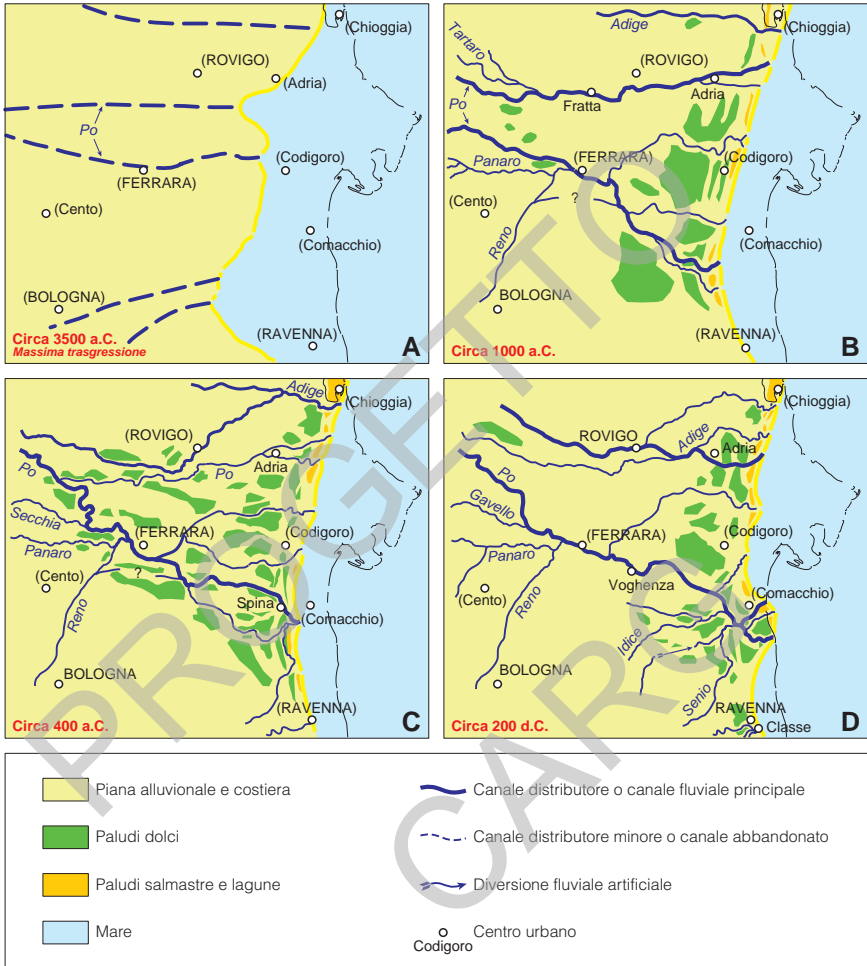 (Chioggia)
(ROVIGO)
(Adria)
Po
(FERRARA)
(Codigoro)
(Cento)
(Comacchio)
(BOLOGNA)
(RAVENNA)
Circa 3500 a.C.
Massima trasgressione
A
Adige
(Chioggia)
Tartaro
(ROVIGO)
Adria
Fratta
Po
Panaro
(FERRARA)
(Codigoro)
?
(Cento)
(Comacchio)
Reno
BOLOGNA
(RAVENNA)
Circa 1000 a.C.
B
Adige
(Chioggia)
(ROVIGO)
Adria
Po
Po
Secchia
(FERRARA)
(Codigoro)
Panaro
?
(Cento)
Spina
(Comacchio)
Reno
BOLOGNA
(RAVENNA)
Circa 400 a.C.
C
(Chioggia)
ROVIGO
Adige
Adria
Po
Gavello
(FERRARA)
(Codigoro)
Panaro
Voghenza
(Cento)
Reno
(Comacchio)
Idice
BOLOGNA
Senio
RAVENNA
Classe
Circa 200 d.C.
D
Piana alluvionale e costiera
Canale distributore o canale fluviale principale
Paludi dolci
Canale distributore minore o canale abbandonato
Paludi salmastre e lagune
Diversione fluviale artificiale
Mare
Centro urbano
Codigoro
PROGETTO
CARG